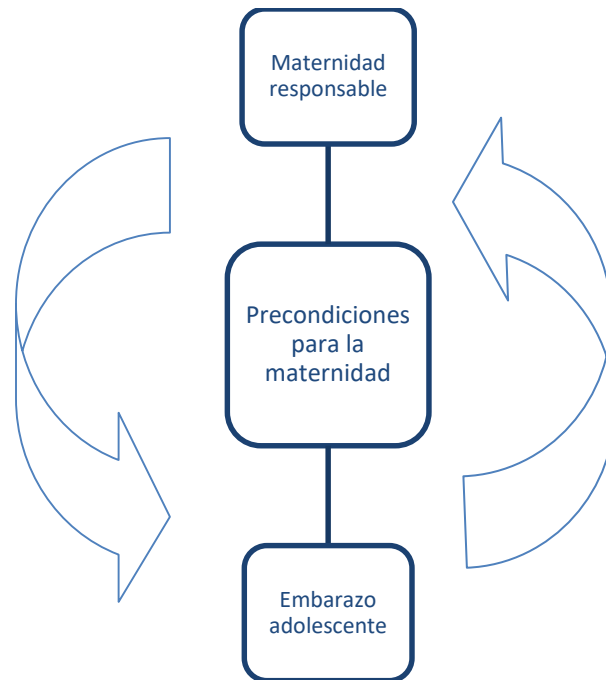 Maternidad
responsable
Precondiciones
para la
maternidad
Embarazo
adolescente